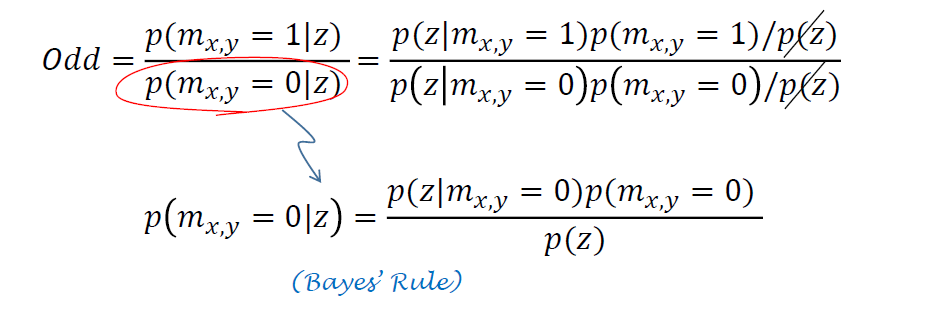 Odd = p(m_{x,y} = 1|z) / p(m_{x,y} = 0|z) = p(z|m_{x,y} = 1)p(m_{x,y} = 1)/p(z) / p(z|m_{x,y} = 0)p(m_{x,y} = 0)/p(z)
p(m_{x,y} = 0|z) = p(z|m_{x,y} = 0)p(m_{x,y} = 0) / p(z)
(Bayes' Rule)